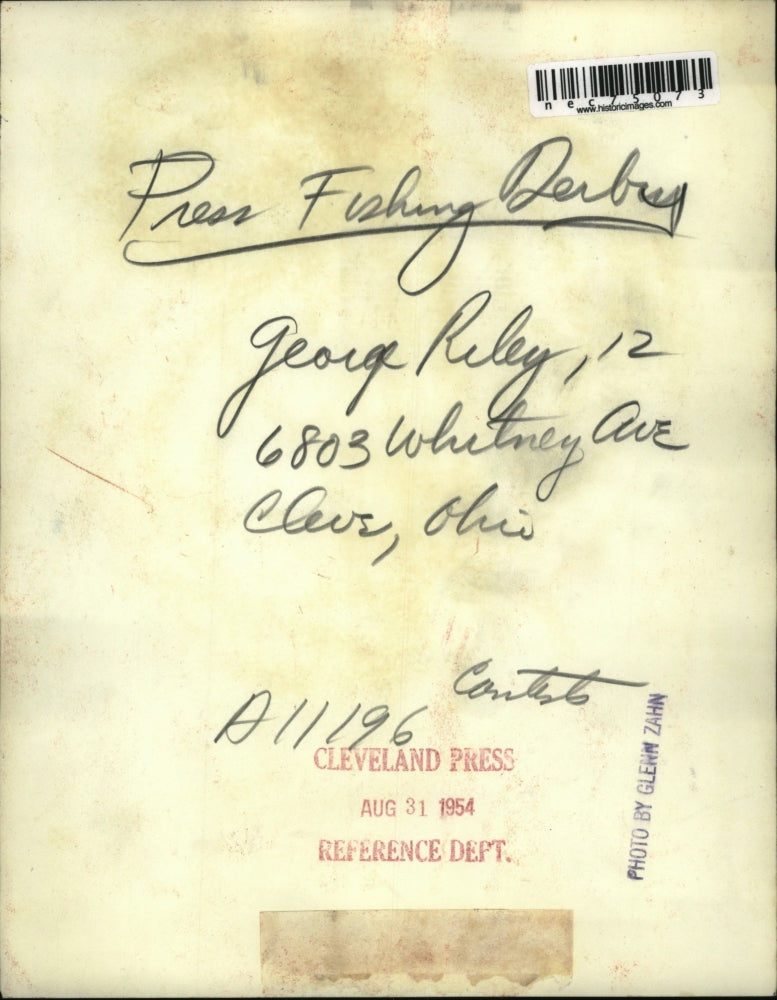 nec75073
www.historicimages.com
Press Fishing Derby
George Riley, 12
6803 Whitney Ave
Cleve, Ohio
Contests
A11196
CLEVELAND PRESS
AUG 31 1954
REFERENCE DEPT.
PHOTO BY GLENN ZAHN